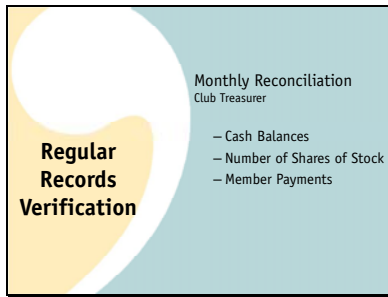 Regular
Records
Verification
Monthly Reconciliation
Club Treasurer
– Cash Balances
– Number of Shares of Stock
– Member Payments